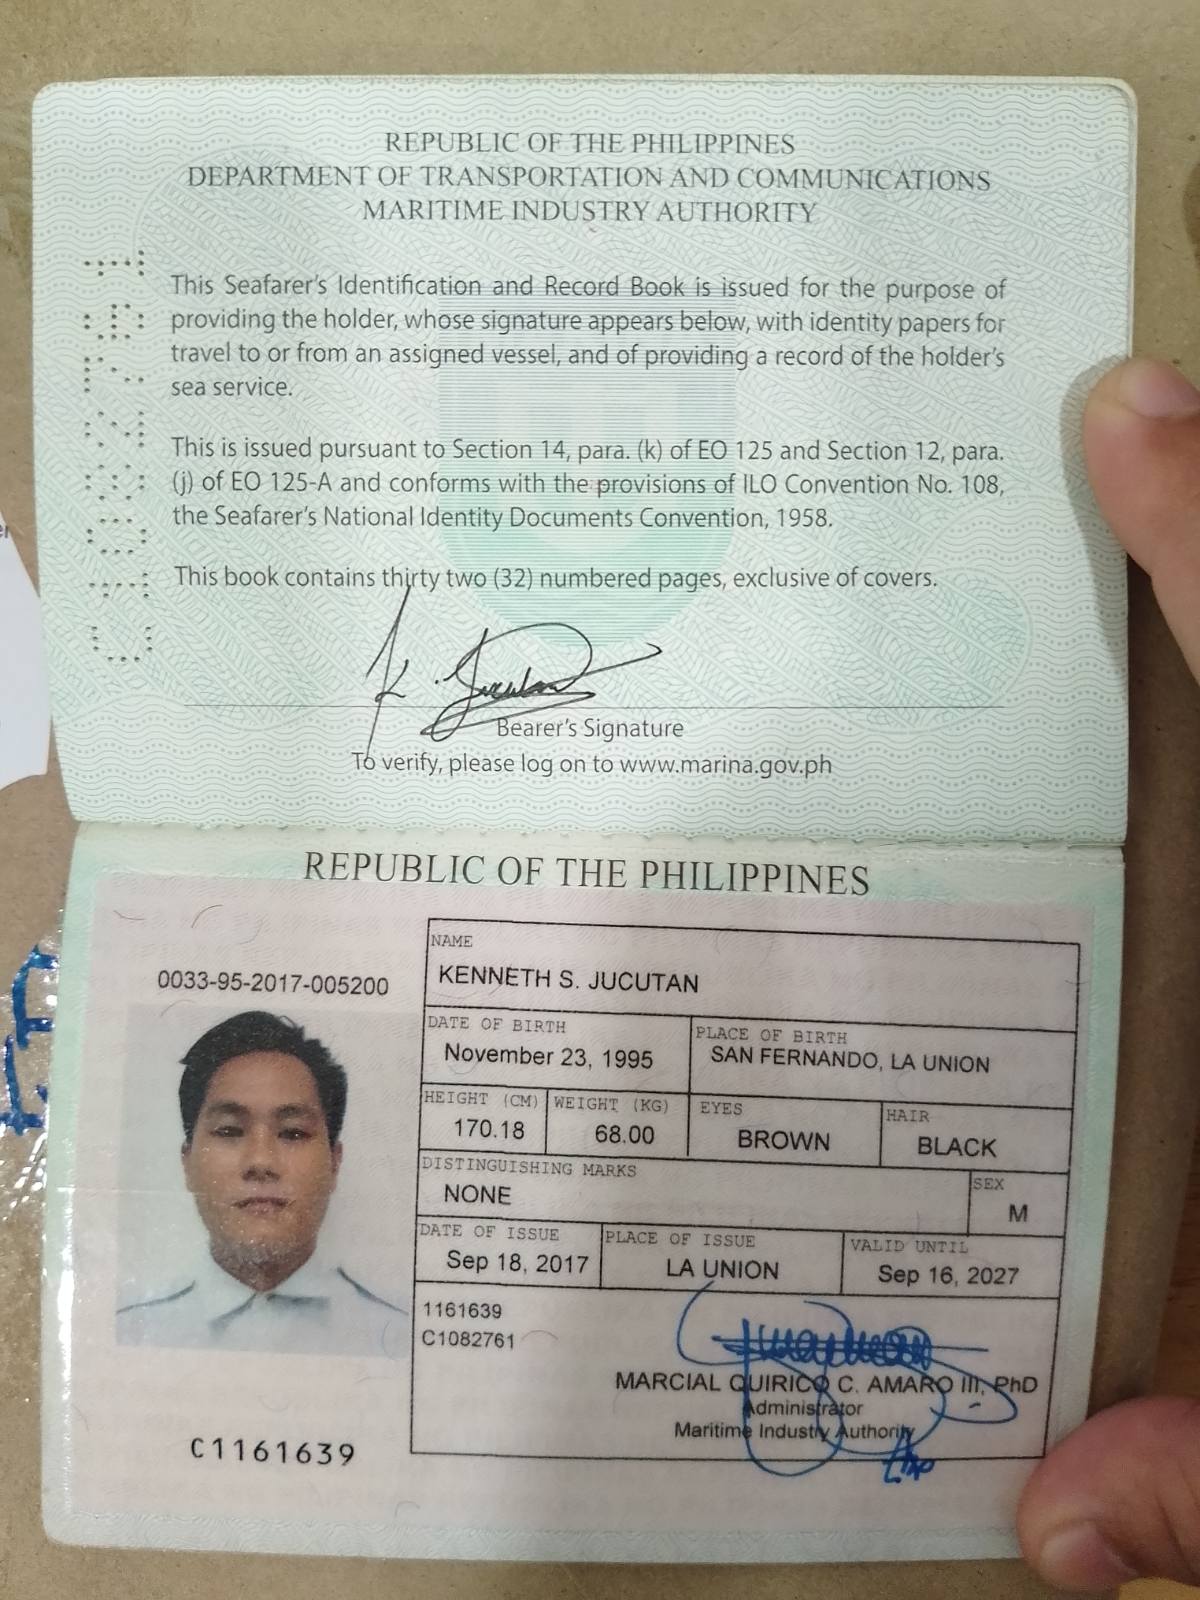 REPUBLIC OF THE PHILIPPINES
DEPARTMENT OF TRANSPORTATION AND COMMUNICATIONS
MARITIME INDUSTRY AUTHORITY
This Seafarer's Identification and Record Book is issued for the purpose of
providing the holder, whose signature appears below, with identity papers for
travel to or from an assigned vessel, and of providing a record of the holder's
sea service.
This is issued pursuant to Section 14, para. (k) of EO 125 and Section 12, para.
(j) of EO 125-A and conforms with the provisions of ILO Convention No. 108,
the Seafarer's National Identity Documents Convention, 1958.
This book contains thirty two (32) numbered pages, exclusive of covers.
K. Jucutan
Bearer's Signature
To verify, please log on to www.marina.gov.ph
REPUBLIC OF THE PHILIPPINES
0033-95-2017-005200
NAME
KENNETH S. JUCUTAN
DATE OF BIRTH
November 23, 1995
PLACE OF BIRTH
SAN FERNANDO, LA UNION
HEIGHT (CM)
170.18
WEIGHT (KG)
68.00
EYES
BROWN
HAIR
BLACK
DISTINGUISHING MARKS
NONE
SEX
M
DATE OF ISSUE
Sep 18, 2017
PLACE OF ISSUE
LA UNION
VALID UNTIL
Sep 16, 2027
1161639
C1082761
MARCIAL QUIRICO C. AMARO III, PhD
Administrator
Maritime Industry Authority
C1161639